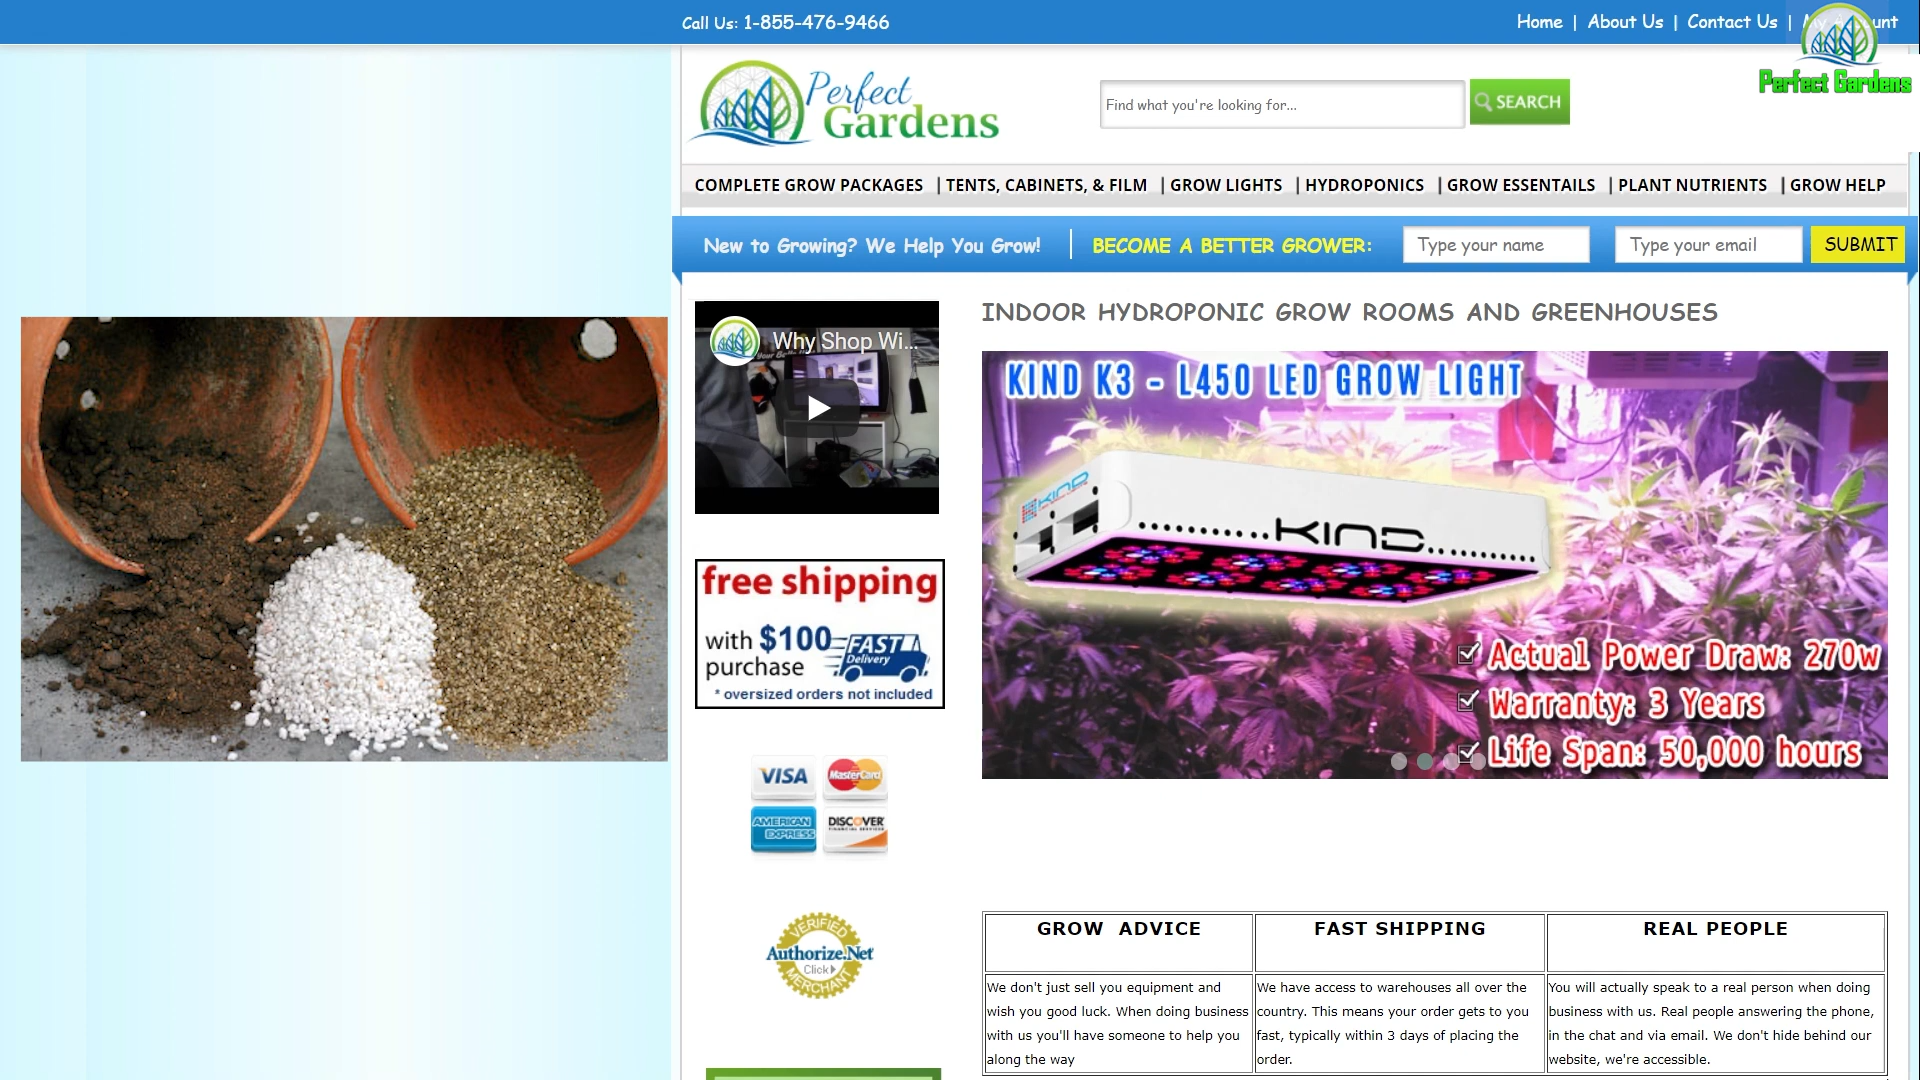 Call Us: 1-855-476-9466
Home | About Us | Contact Us |
Perfect Gardens
Perfect
Gardens
Find what you're looking for...
SEARCH
COMPLETE GROW PACKAGES | TENTS, CABINETS, & FILM | GROW LIGHTS | HYDROPONICS | GROW ESSENTAILS | PLANT NUTRIENTS | GROW HELP
New to Growing? We Help You Grow!
BECOME A BETTER GROWER:
Type your name
Type your email
SUBMIT
Why Shop Wi...
INDOOR HYDROPONIC GROW ROOMS AND GREENHOUSES
KIND K3 - L450 LED GROW LIGHT
KIND
KIND
Actual Power Draw: 270w
Warranty: 3 Years
Life Span: 50,000 hours
free shipping
with $100
purchase
FAST
Delivery
* oversized orders not included
VISA
MasterCard
AMERICAN
EXPRESS
DISCOVER
FINANCIAL SERVICES
VERIFIED
Authorize.Net
Click
MERCHANT
GROW ADVICE
We don't just sell you equipment and
wish you good luck. When doing business
with us you'll have someone to help you
along the way
FAST SHIPPING
We have access to warehouses all over the
country. This means your order gets to you
fast, typically within 3 days of placing the
order.
REAL PEOPLE
You will actually speak to a real person when doing
business with us. Real people answering the phone,
in the chat and via email. We don't hide behind our
website, we're accessible.